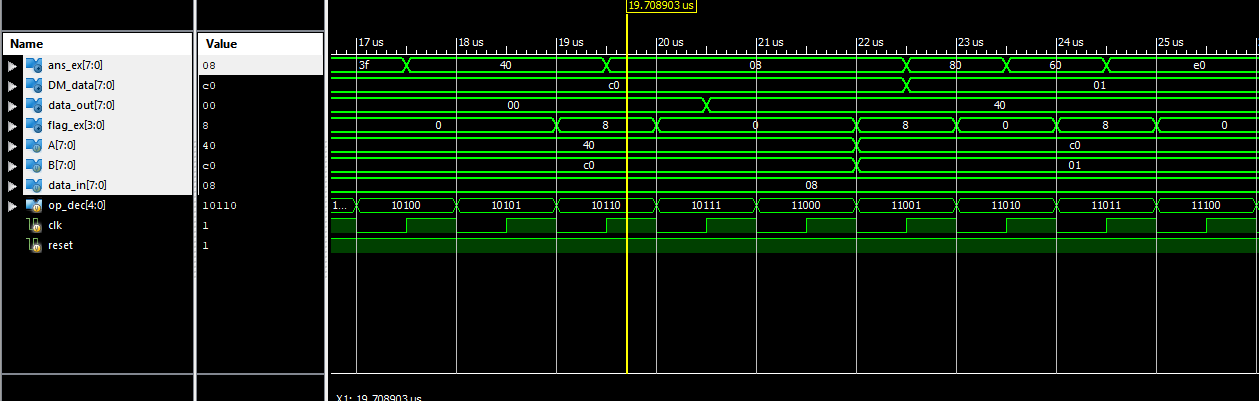 19.708903 us
Name Value 17 us 18 us 19 us 20 us 21 us 22 us 23 us 24 us 25 us
ans_ex[7:0] 08 3f 40 08 80 60 e0
DM_data[7:0] c0 c0 01
data_out[7:0] 00 00 40
flag_ex[3:0] 8 0 8 0 8 0 8 0
A[7:0] 40 40 c0
B[7:0] c0 c0 01
data_in[7:0] 08 08
op_dec[4:0] 10110 1... 10100 10101 10110 10111 11000 11001 11010 11011 11100
clk 1
reset 1
X1: 19.708903 us